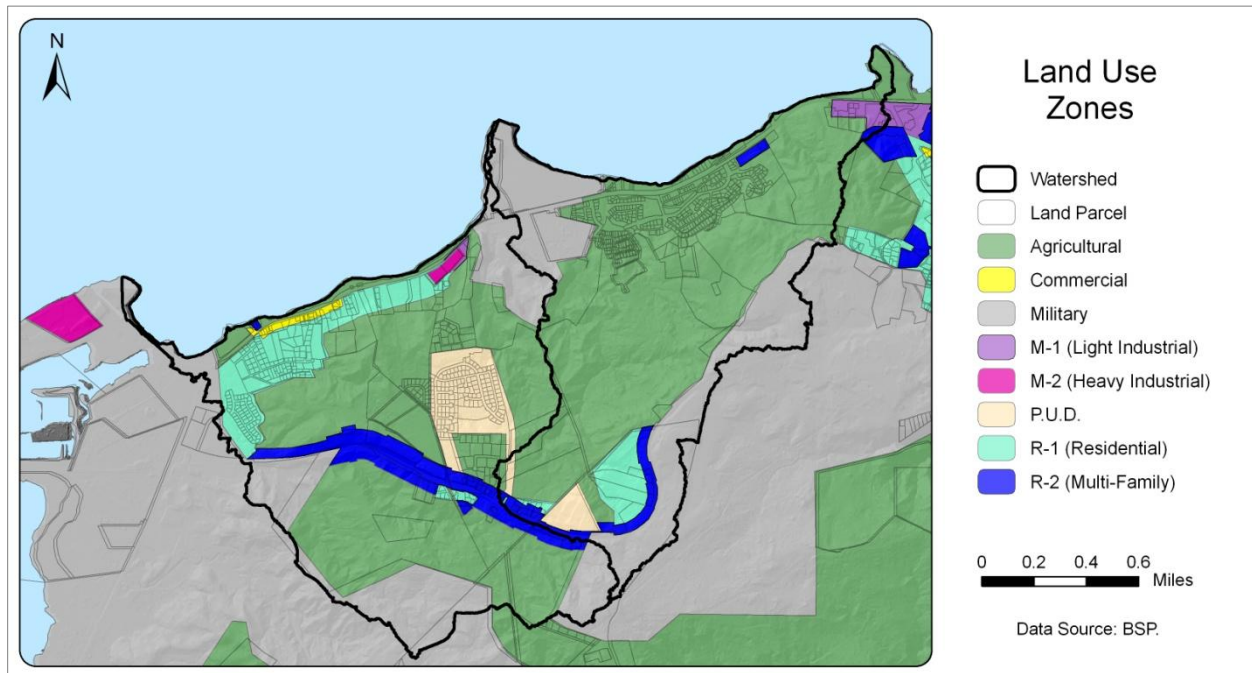 N
Land Use
Zones
Watershed
Land Parcel
Agricultural
Commercial
Military
M-1 (Light Industrial)
M-2 (Heavy Industrial)
P.U.D.
R-1 (Residential)
R-2 (Multi-Family)
0 0.2 0.4 0.6
Miles
Data Source: BSP.